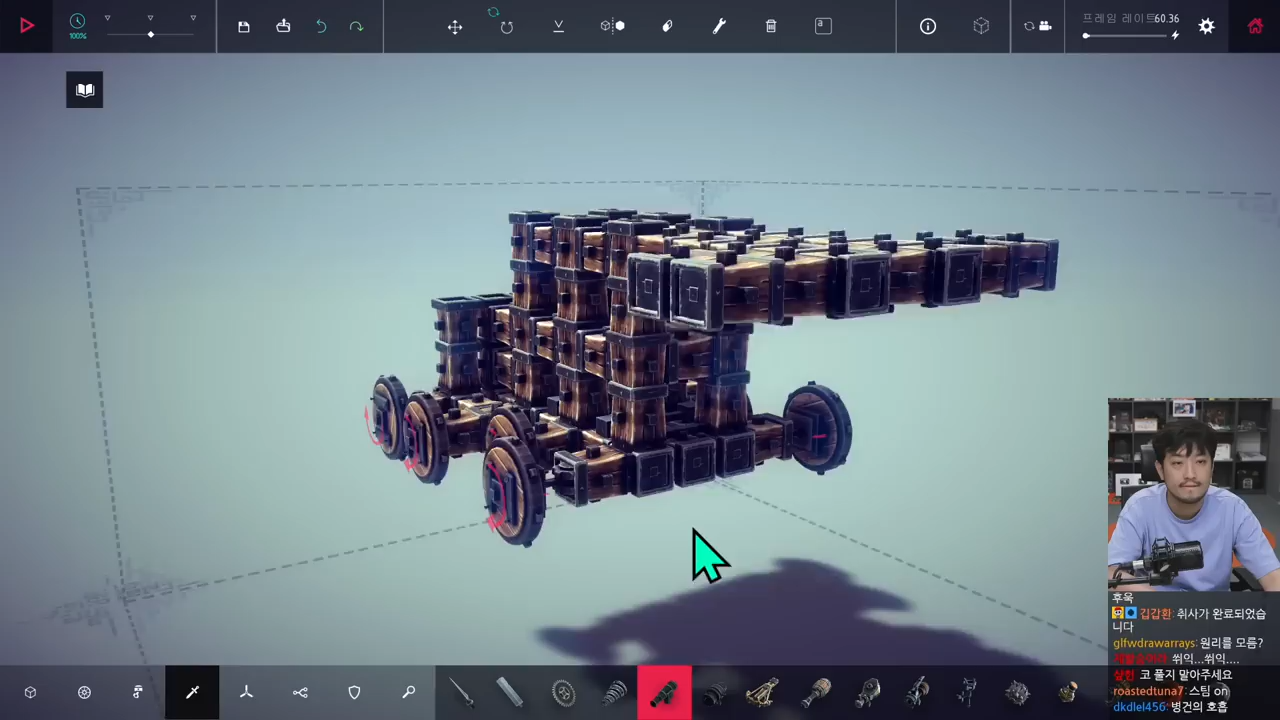 100%
a
프레임 레이트60.36
후욱
김갑환: 취사가 완료되었습
니다
glfwdrawarrays: 원리를 모름?
쒸익...쒸익....
코 풀지 말아주세요
roastedtuna7: 스팀 on
dkdlel456: 병건의 호흡